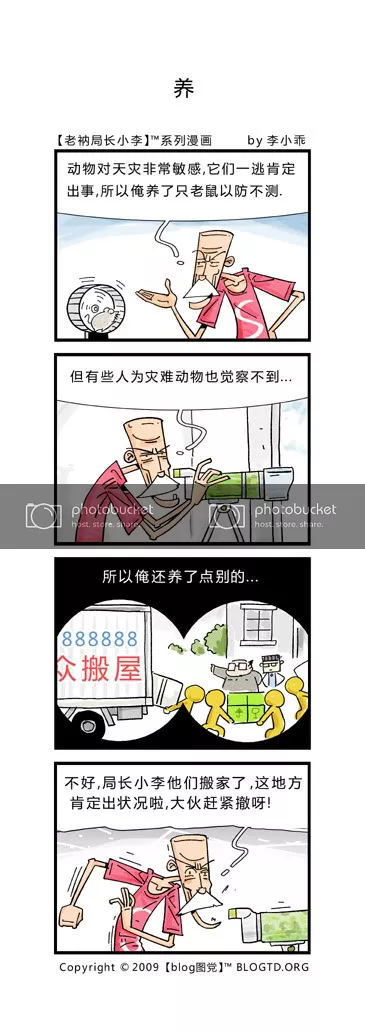 养
【老衲局长小李】™系列漫画 by 李小乖
动物对天灾非常敏感,它们一逃肯定
出事,所以俺养了只老鼠以防不测.
S
但有些人为灾难动物也觉察不到...
photobucket
host. store. share.
photobucket
host. store. share.
所以俺还养了点别的...
888888
众搬屋
不好,局长小李他们搬家了,这地方
肯定出状况啦,大伙赶紧撤呀!
Copyright © 2009【blog图党】™ BLOGTD.ORG